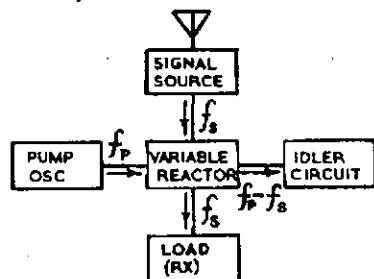 SIGNAL
SOURCE
fs
fp
PUMP
OSC
VARIABLE
REACTOR
IDLER
CIRCUIT
fp-fs
fs
LOAD
(RX)